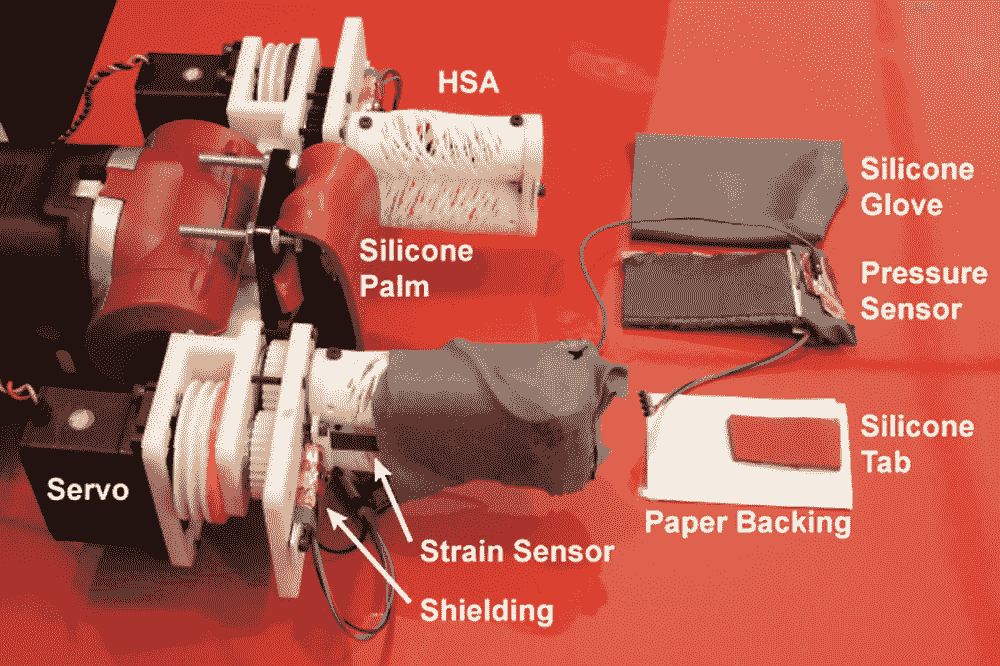 HSA
Silicone
Glove
Silicone
Palm
Pressure
Sensor
Silicone
Tab
Servo
Paper Backing
Strain Sensor
Shielding